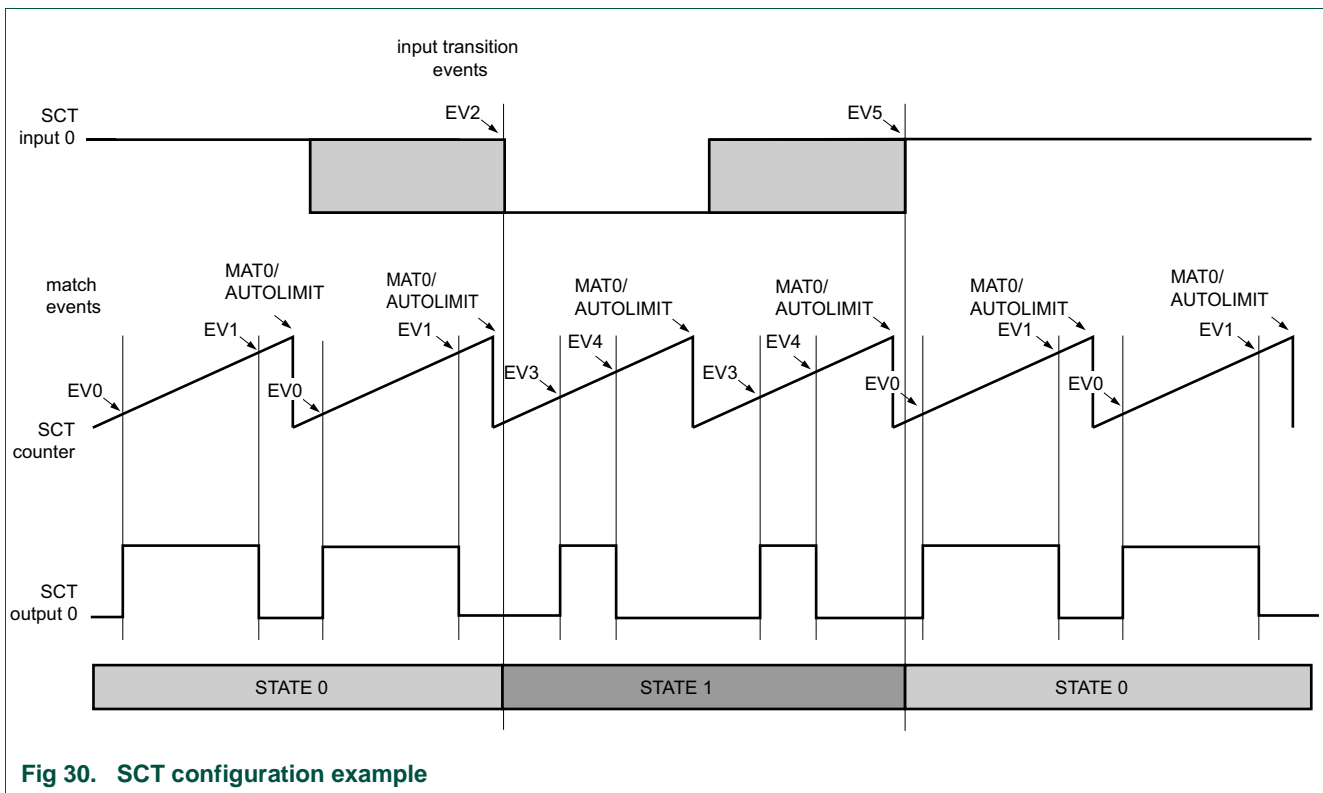 input transition
events
SCT
input 0
EV2
EV5
match
events
MAT0/
AUTOLIMIT
MAT0/
AUTOLIMIT
MAT0/
AUTOLIMIT
MAT0/
AUTOLIMIT
MAT0/
AUTOLIMIT
MAT0/
AUTOLIMIT
EV1
EV1
EV4
EV4
EV1
EV1
EV0
EV0
EV3
EV3
EV0
EV0
SCT
counter
SCT
output 0
STATE 0
STATE 1
STATE 0
Fig 30. SCT configuration example